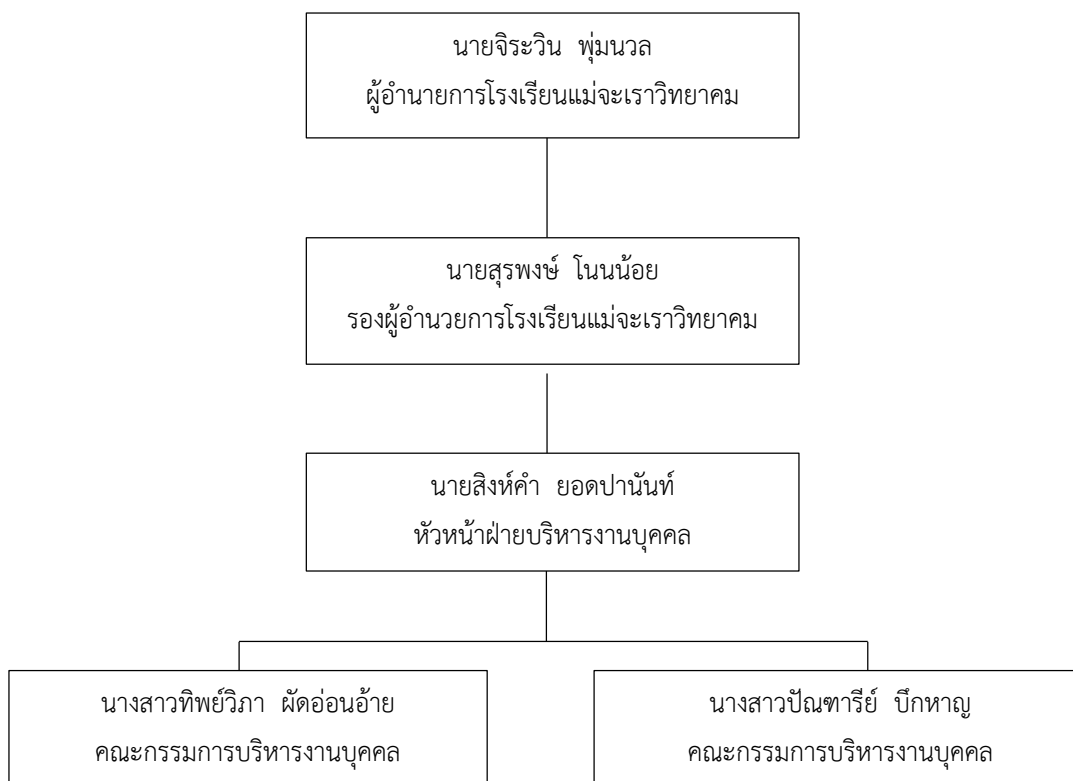 นายจิระวิน พุ่มนวล
ผู้อำนายการโรงเรียนแม่จะเราวิทยาคม
นายสุรพงษ์ โนนน้อย
รองผู้อำนวยการโรงเรียนแม่จะเราวิทยาคม
นายสิงห์คำ ยอดปานันท์
หัวหน้าฝ่ายบริหารงานบุคคล
นางสาวทิพย์วิภา ผัดอ่อนอ้าย
คณะกรรมการบริหารงานบุคคล
นางสาวปัณฑารีย์ บึกหาญ
คณะกรรมการบริหารงานบุคคล